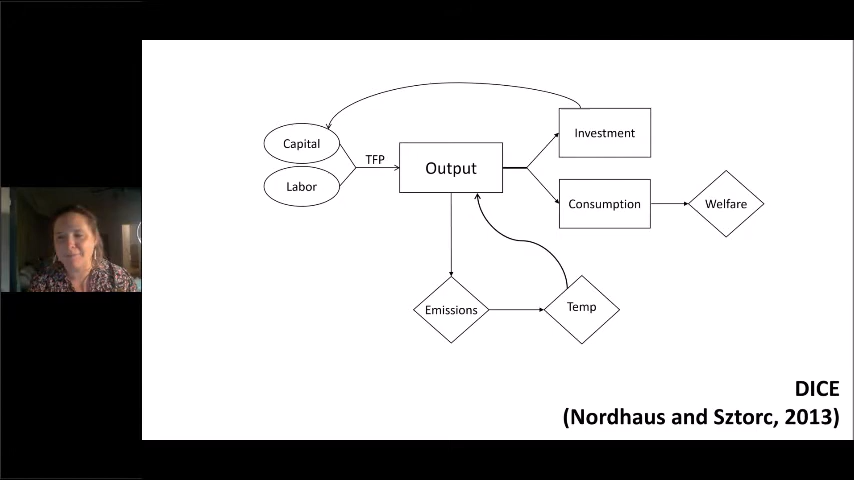 Capital
Labor
TFP
Output
Investment
Consumption
Welfare
Emissions
Temp
DICE
(Nordhaus and Sztorc, 2013)